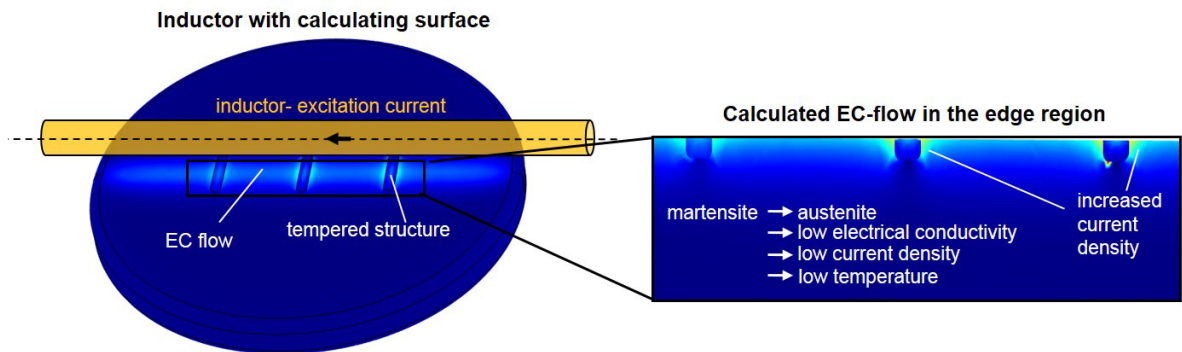 Inductor with calculating surface
inductor- excitation current
EC flow
tempered structure
Calculated EC-flow in the edge region
martensite → austenite
→ low electrical conductivity
→ low current density
→ low temperature
increased
current
density